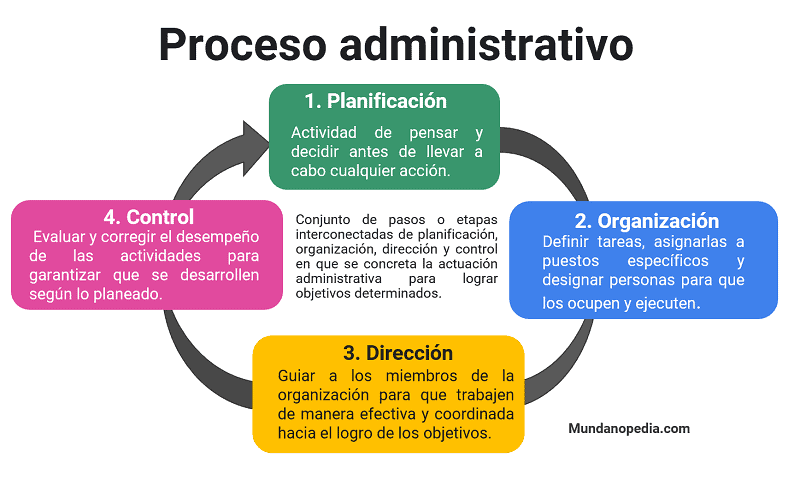 Proceso administrativo
1. Planificación
Actividad de pensar y
decidir antes de llevar a
cabo cualquier acción.
2. Organización
Definir tareas, asignarlas a
puestos específicos y
designar personas para que
los ocupen y ejecuten.
3. Dirección
Guiar a los miembros de la
organización para que trabajen
de manera efectiva y coordinada
hacia el logro de los objetivos.
4. Control
Evaluar y corregir el desempeño
de las actividades para
garantizar que se desarrollen
según lo planeado.
Conjunto de pasos o etapas
interconectadas de planificación,
organización, dirección y control
en que se concreta la actuación
administrativa para lograr
objetivos determinados.
Mundanopedia.com